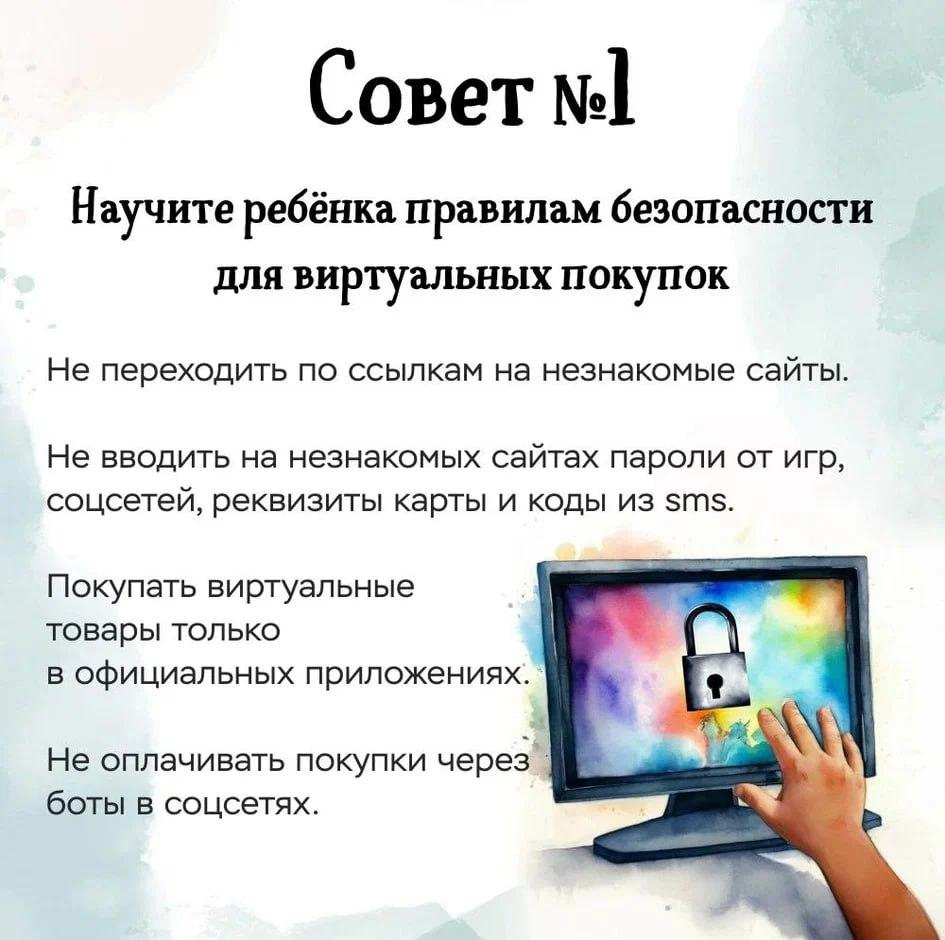 Совет №1
Научите ребёнка правилам безопасности
для виртуальных покупок
Не переходить по ссылкам на незнакомые сайты.
Не вводить на незнакомых сайтах пароли от игр,
соцсетей, реквизиты карты и коды из sms.
Покупать виртуальные
товары только
в официальных приложениях.
Не оплачивать покупки через
боты в соцсетях.